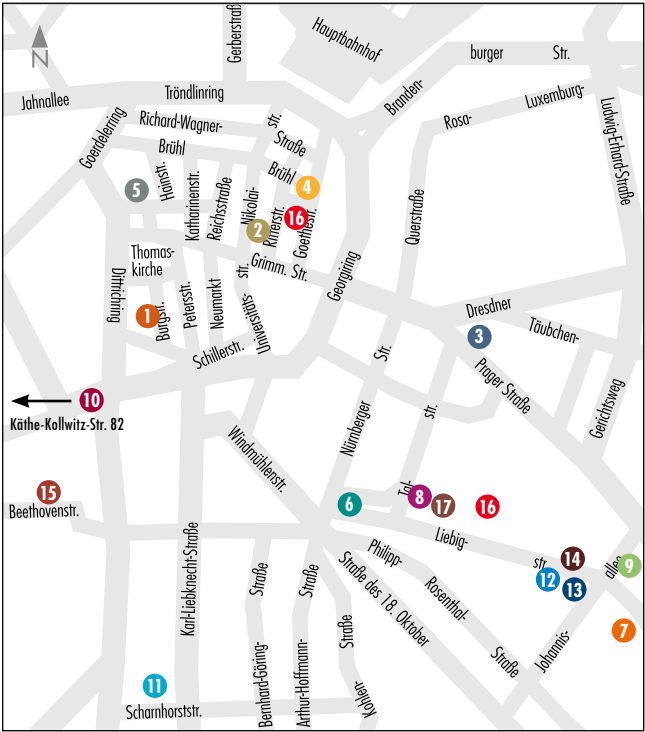 Gerberstraß
Hauptbahnhof
burger Str.
N
Jahnallee
Tröndlinring
Branden-
Luxemburg-
Rosa-
Ludwig-Erhard-Straße
Goerdelerring
Richard-Wagner-
str.
Straße
Brühl
Brühl
4
5
Hainstr.
Katharinenstr.
Reichsstraße
Nikolai-
2
Ritterstr.
16
Goethestr.
Querstraße
Thomas-
kirche
str.
Grimm. Str.
Georgiring
Dittrichring
1
Burgstr.
Petersstr.
Neumarkt
Universitäts-
Schillerstr.
Dresdner
3
Täubchen-
Prager Straße
Str.
str.
Gerichtsweg
10
Käthe-Kollwitz-Str. 82
Windmühlenstr.
Nürnberger
15
Beethovenstr.
6
Tal-
8
17
16
Liebig-
str.
14
12
13
allee
9
7
Karl-Liebknecht-Straße
Straße
Straße
Philipp-
Rosenthal-
Straße
Straße des 18. Oktober
Straße
Johannis-
11
Scharnhorststr.
Bernhard-Göring-
Arthur-Hoffmann-
Kohlen-